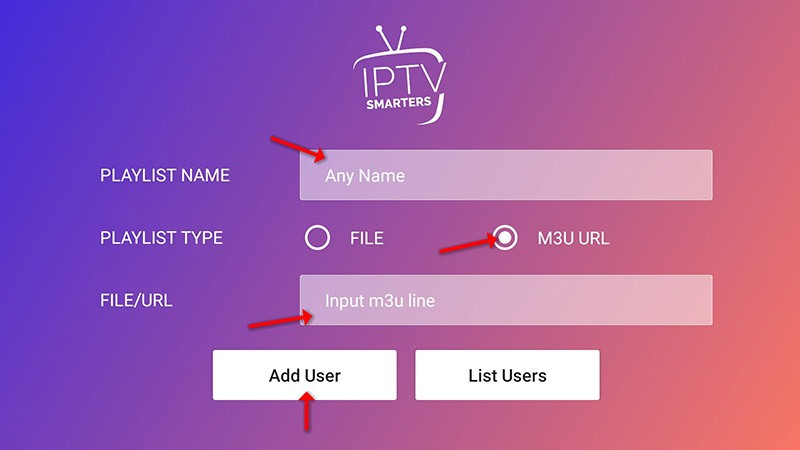 IPTV
SMARTERS
PLAYLIST NAME
Any Name
PLAYLIST TYPE
FILE
M3U URL
FILE/URL
Input m3u line
Add User
List Users